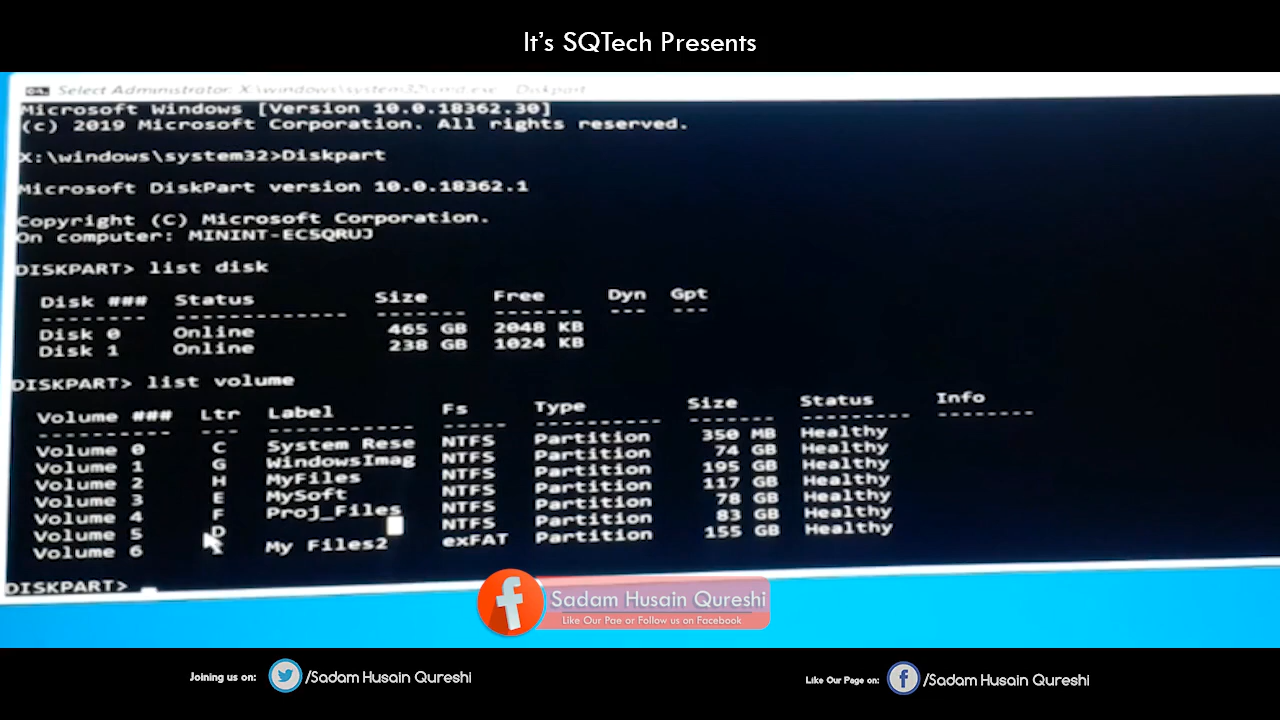 It's SQTech Presents
Select Administrator: X:\windows\system32\cmd.exe - Diskpart
Microsoft Windows [Version 10.0.18362.30]
(c) 2019 Microsoft Corporation. All rights reserved.
X:\windows\system32>Diskpart
Microsoft DiskPart version 10.0.18362.1
Copyright (C) Microsoft Corporation.
On computer: MININT-EC5QRUJ
DISKPART> list disk
Disk ### Status Size Free Dyn Gpt
Disk 0 Online 465 GB 2048 KB
Disk 1 Online 238 GB 1024 KB
DISKPART> list volume
Volume ### Ltr Label Fs Type Size Status Info
Volume 0 C System Rese NTFS Partition 350 MB Healthy
Volume 1 G WindowsImag NTFS Partition 74 GB Healthy
Volume 2 H MyFiles NTFS Partition 195 GB Healthy
Volume 3 E MySoft NTFS Partition 117 GB Healthy
Volume 4 F Proj_Files NTFS Partition 78 GB Healthy
Volume 5 D NTFS Partition 83 GB Healthy
Volume 6 My Files2 exFAT Partition 155 GB Healthy
DISKPART>
Sadam Husain Qureshi
Like Our Pae or Follow us on Facebook
Joining us on: /Sadam Husain Qureshi
Like Our Page on: /Sadam Husain Qureshi